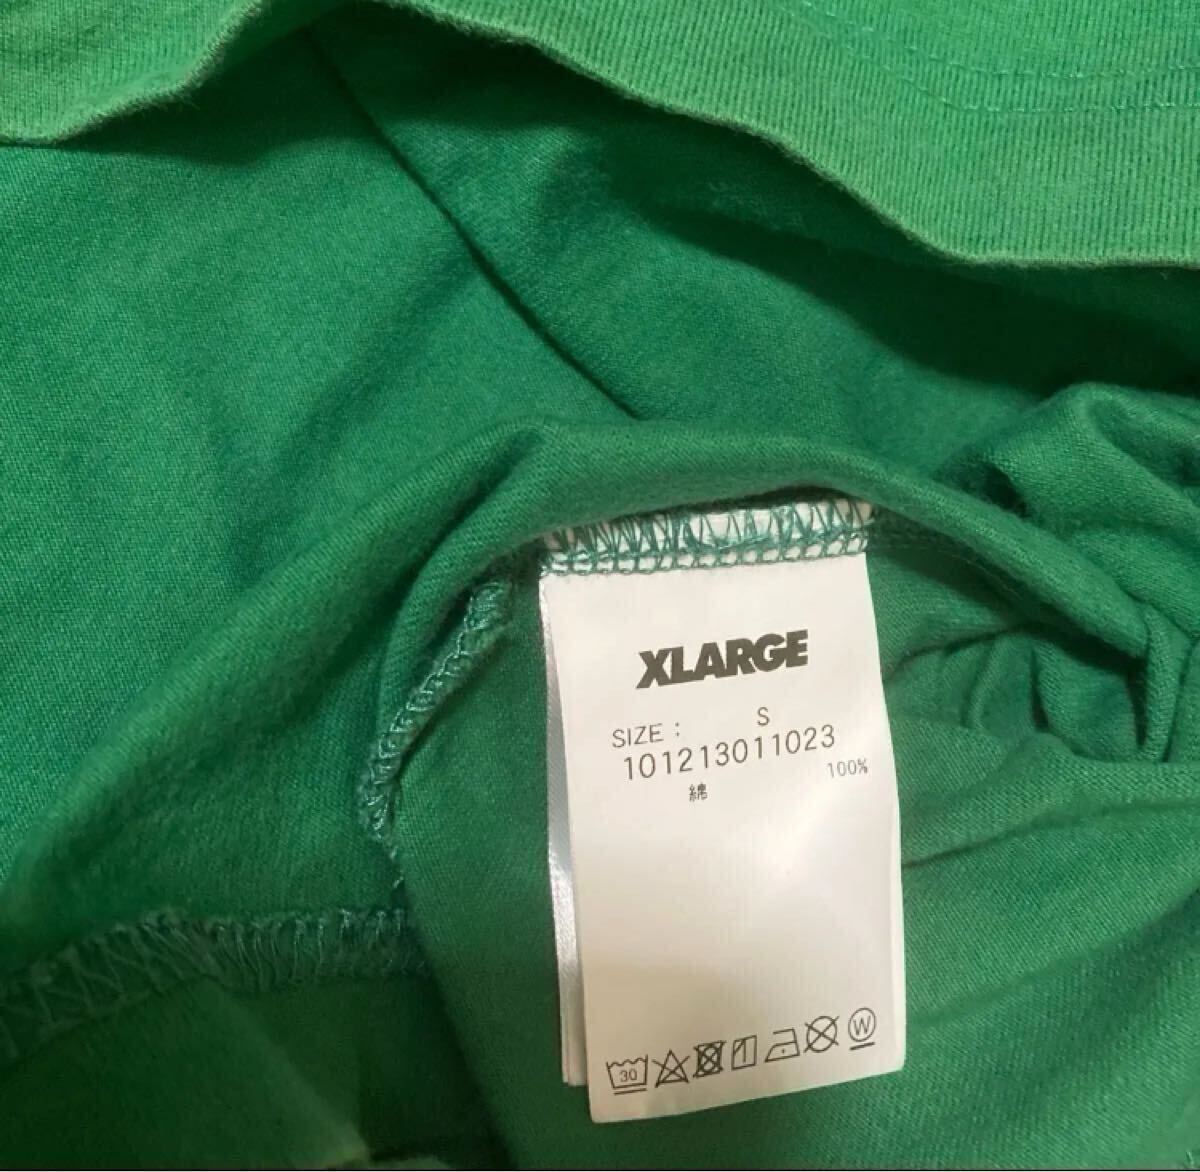 XLARGE
SIZE: S
101213011023
綿 100%
30 W